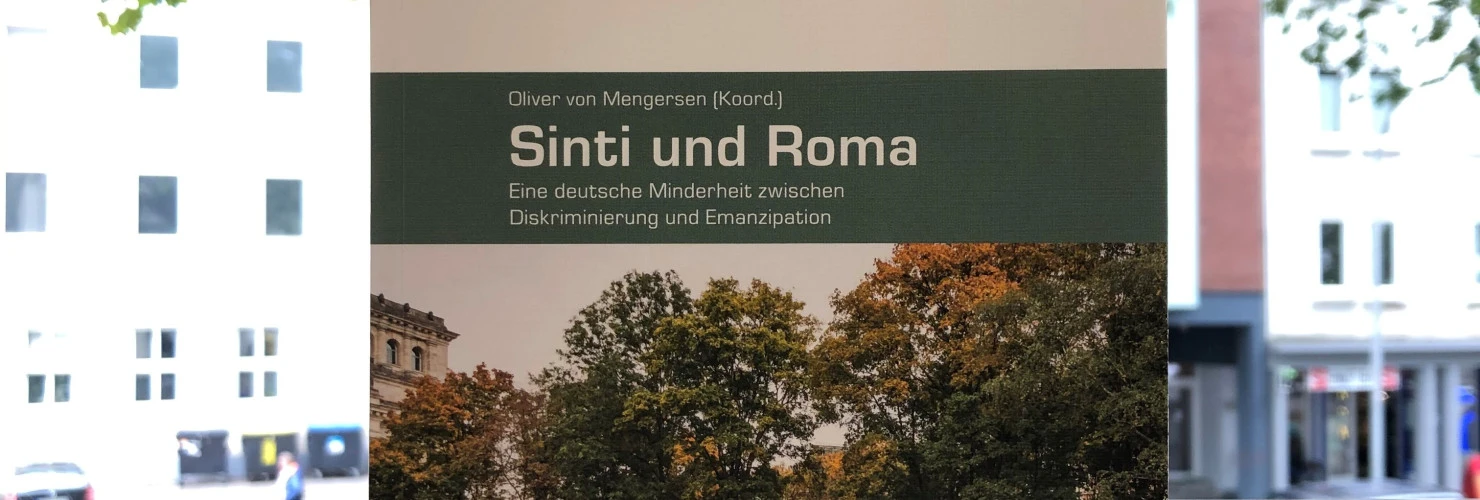 Oliver von Mengersen (Koord.)
Sinti und Roma
Eine deutsche Minderheit zwischen
Diskriminierung und Emanzipation